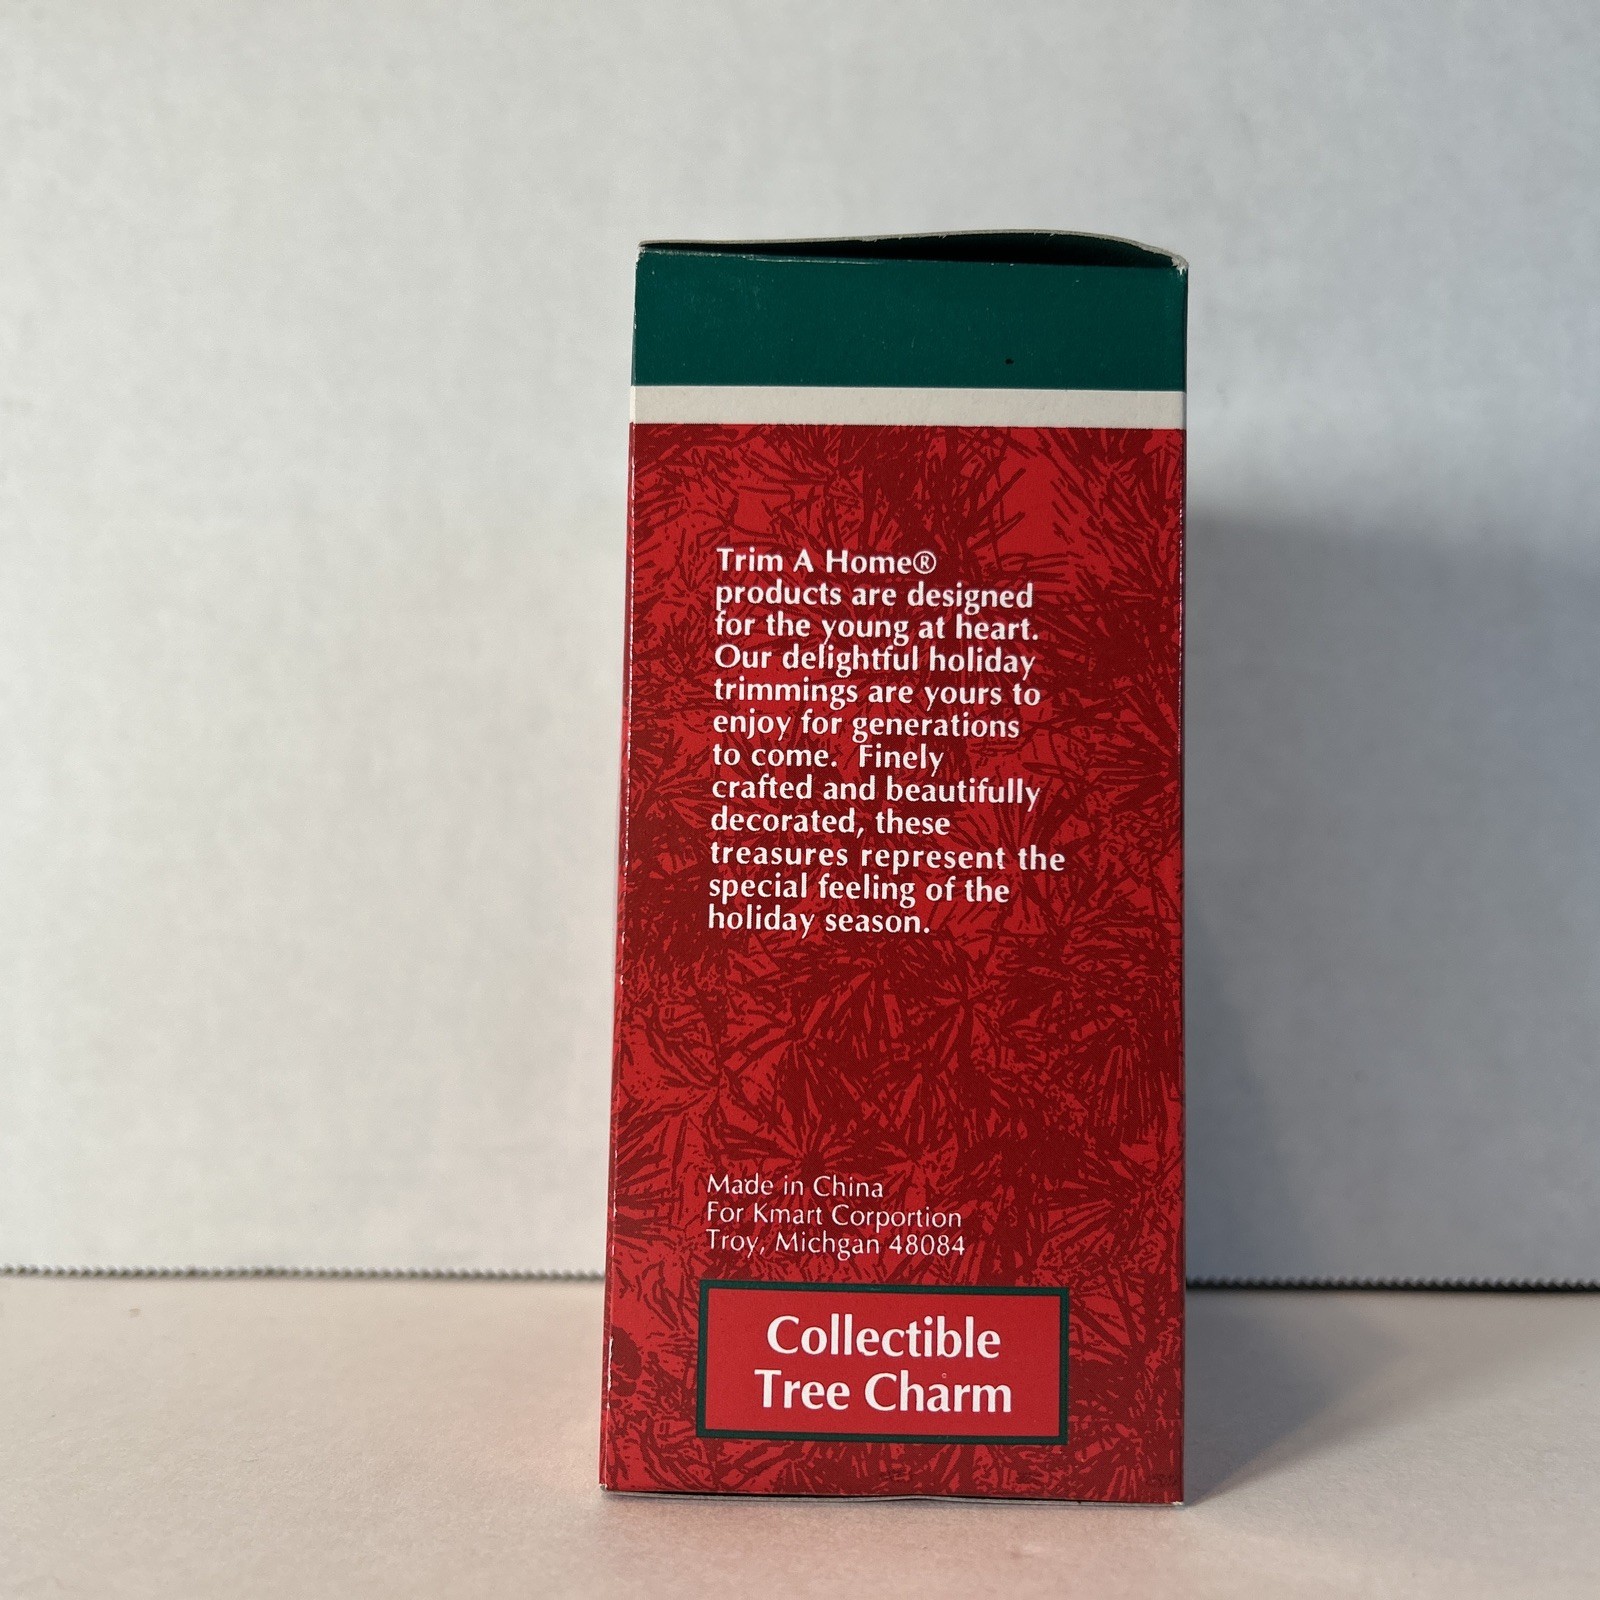 Trim A Home®
products are designed
for the young at heart.
Our delightful holiday
trimmings are yours to
enjoy for generations
to come. Finely
crafted and beautifully
decorated, these
treasures represent the
special feeling of the
holiday season.
Made in China
For Kmart Corportion
Troy, Michgan 48084
Collectible
Tree Charm